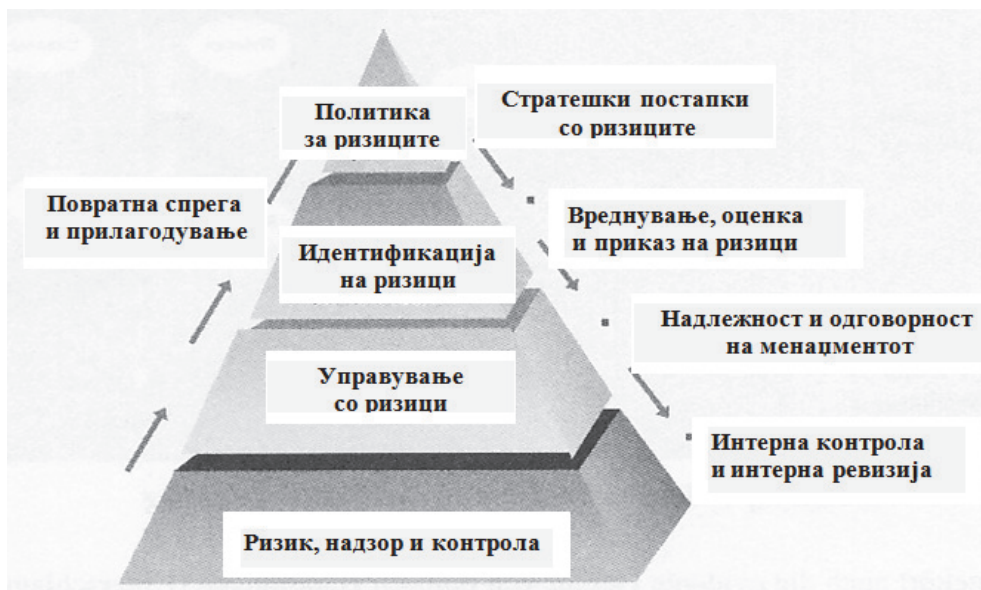 Политика
за ризиците
Стратешки постапки
со ризиците
Повратна спрега
и прилагодување
Вреднување, оценка
и приказ на ризици
Идентификација
на ризици
Надлежност и одговорност
на менаџментот
Управување
со ризици
Интерна контрола
и интерна ревизија
Ризик, надзор и контрола